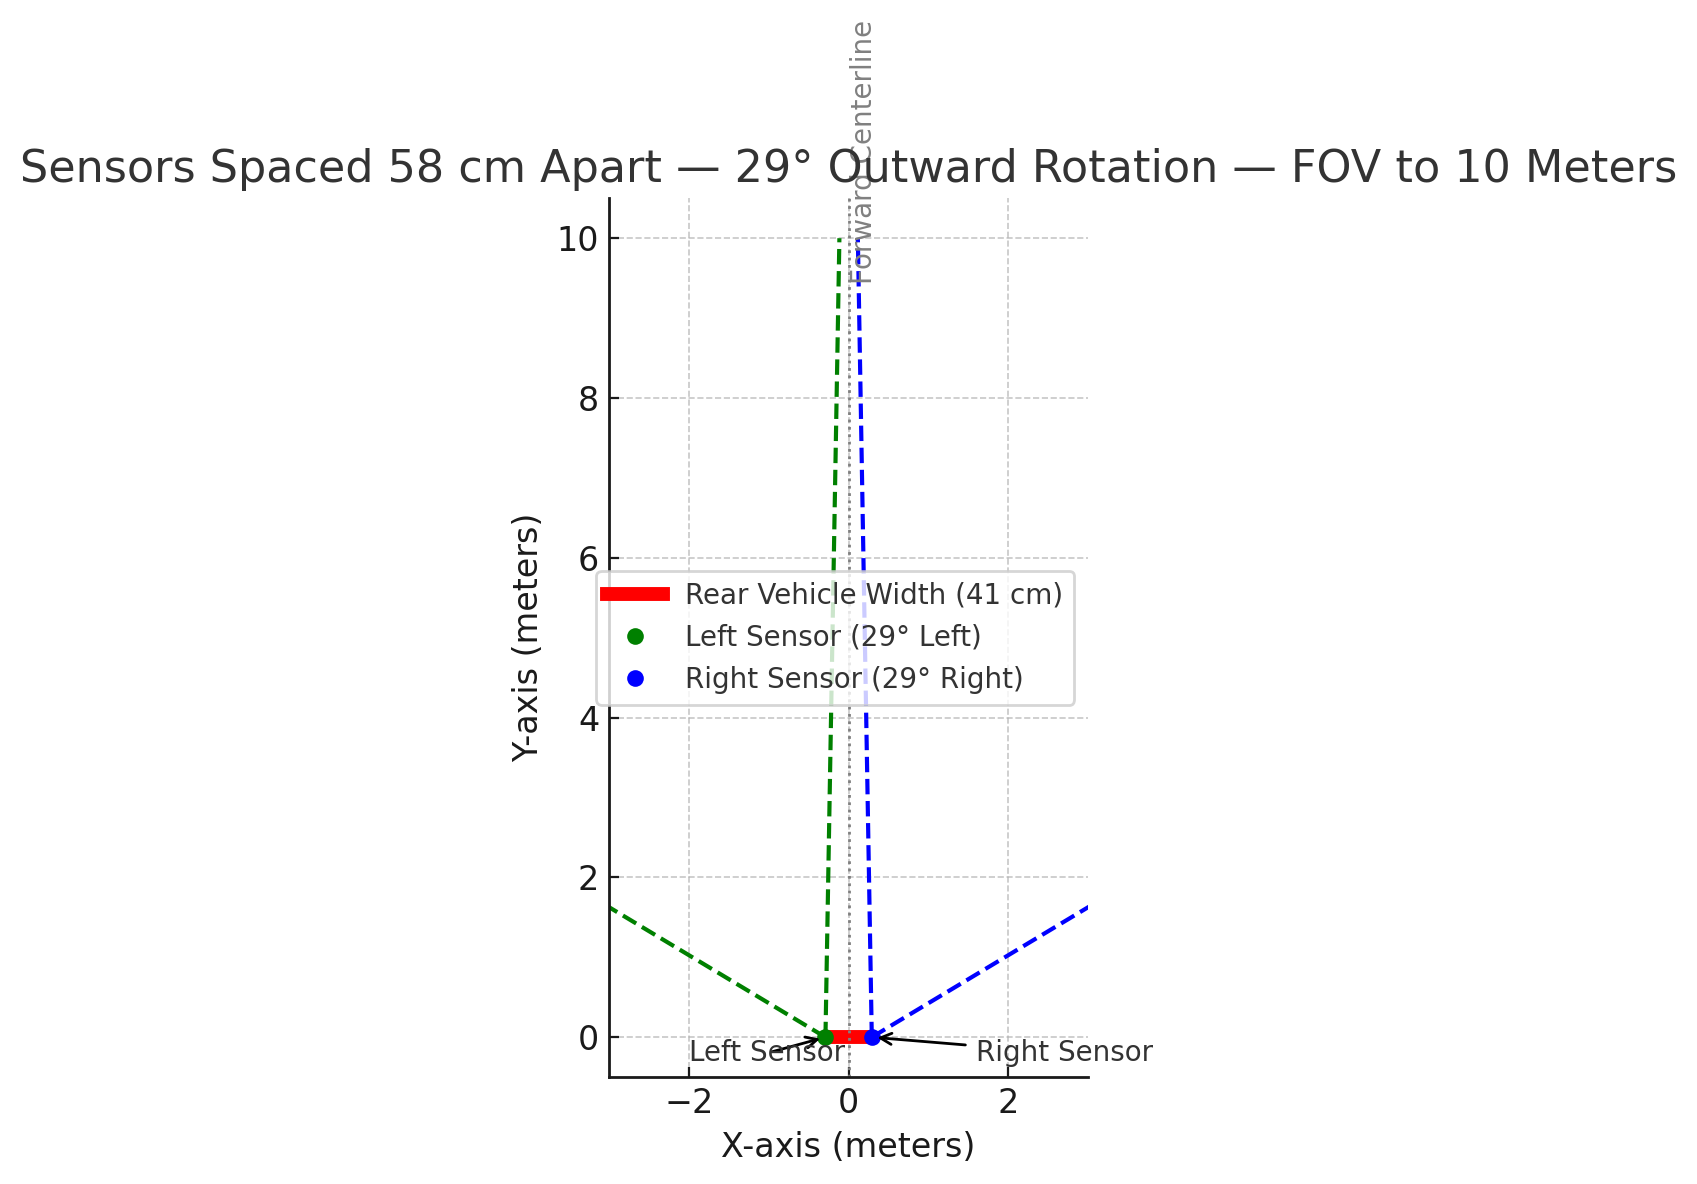 Forward Centerline
Sensors Spaced 58 cm Apart — 29° Outward Rotation — FOV to 10 Meters
10
8
6
4
2
0
Y-axis (meters)
Rear Vehicle Width (41 cm)
Left Sensor (29° Left)
Right Sensor (29° Right)
Left Sensor
Right Sensor
−2
0
2
X-axis (meters)